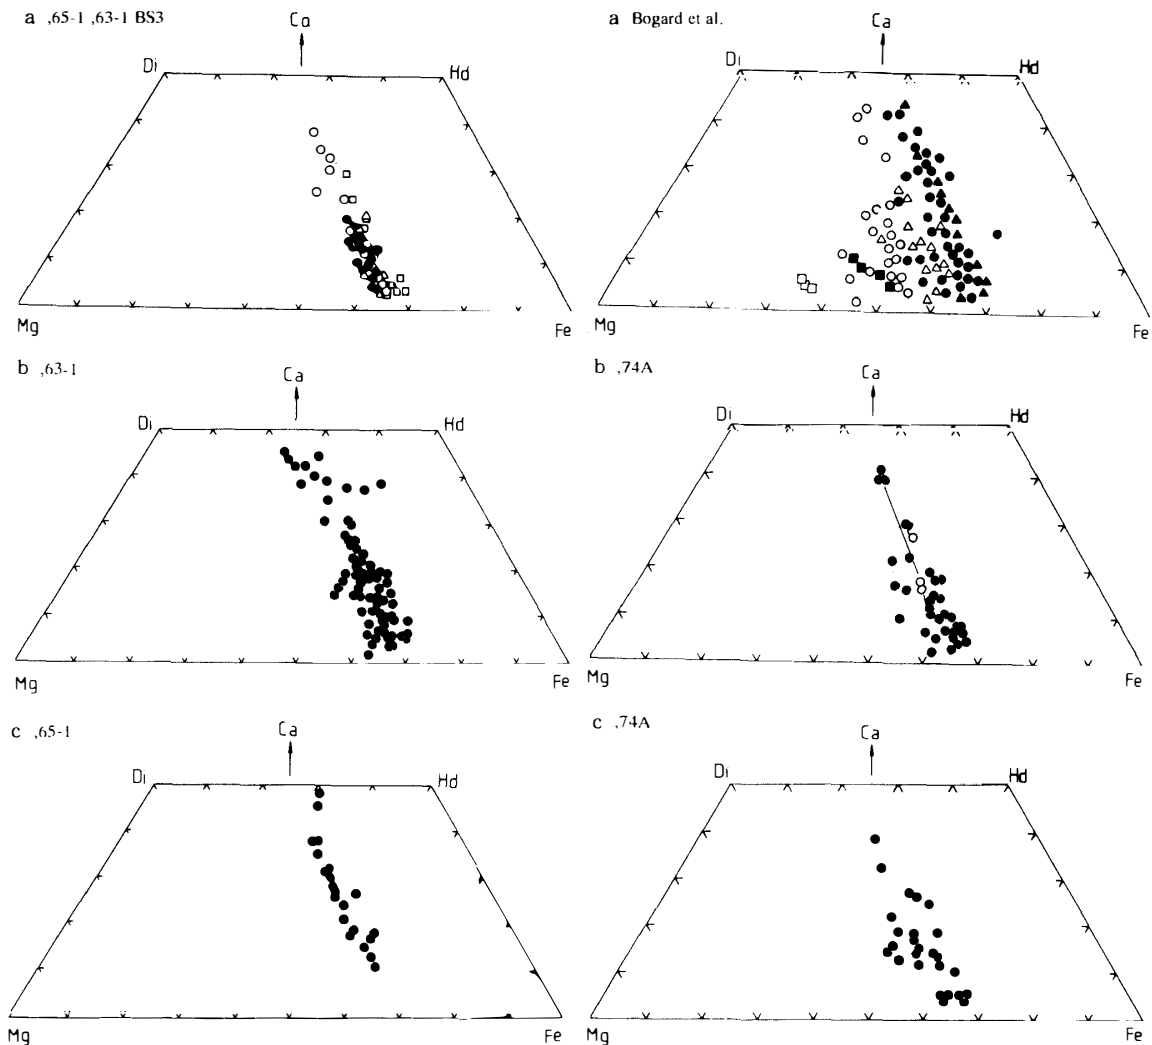 a ,65-1 ,63-1 BS3
Ca
Di
Hd
Mg
Fe
a Bogard et al.
Ca
Di
Hd
Mg
Fe
b ,63-1
Ca
Di
Hd
Mg
Fe
b ,74A
Ca
Di
Hd
Mg
Fe
c ,65-1
Ca
Di
Hd
Mg
Fe
c ,74A
Ca
Di
Hd
Mg
Fe